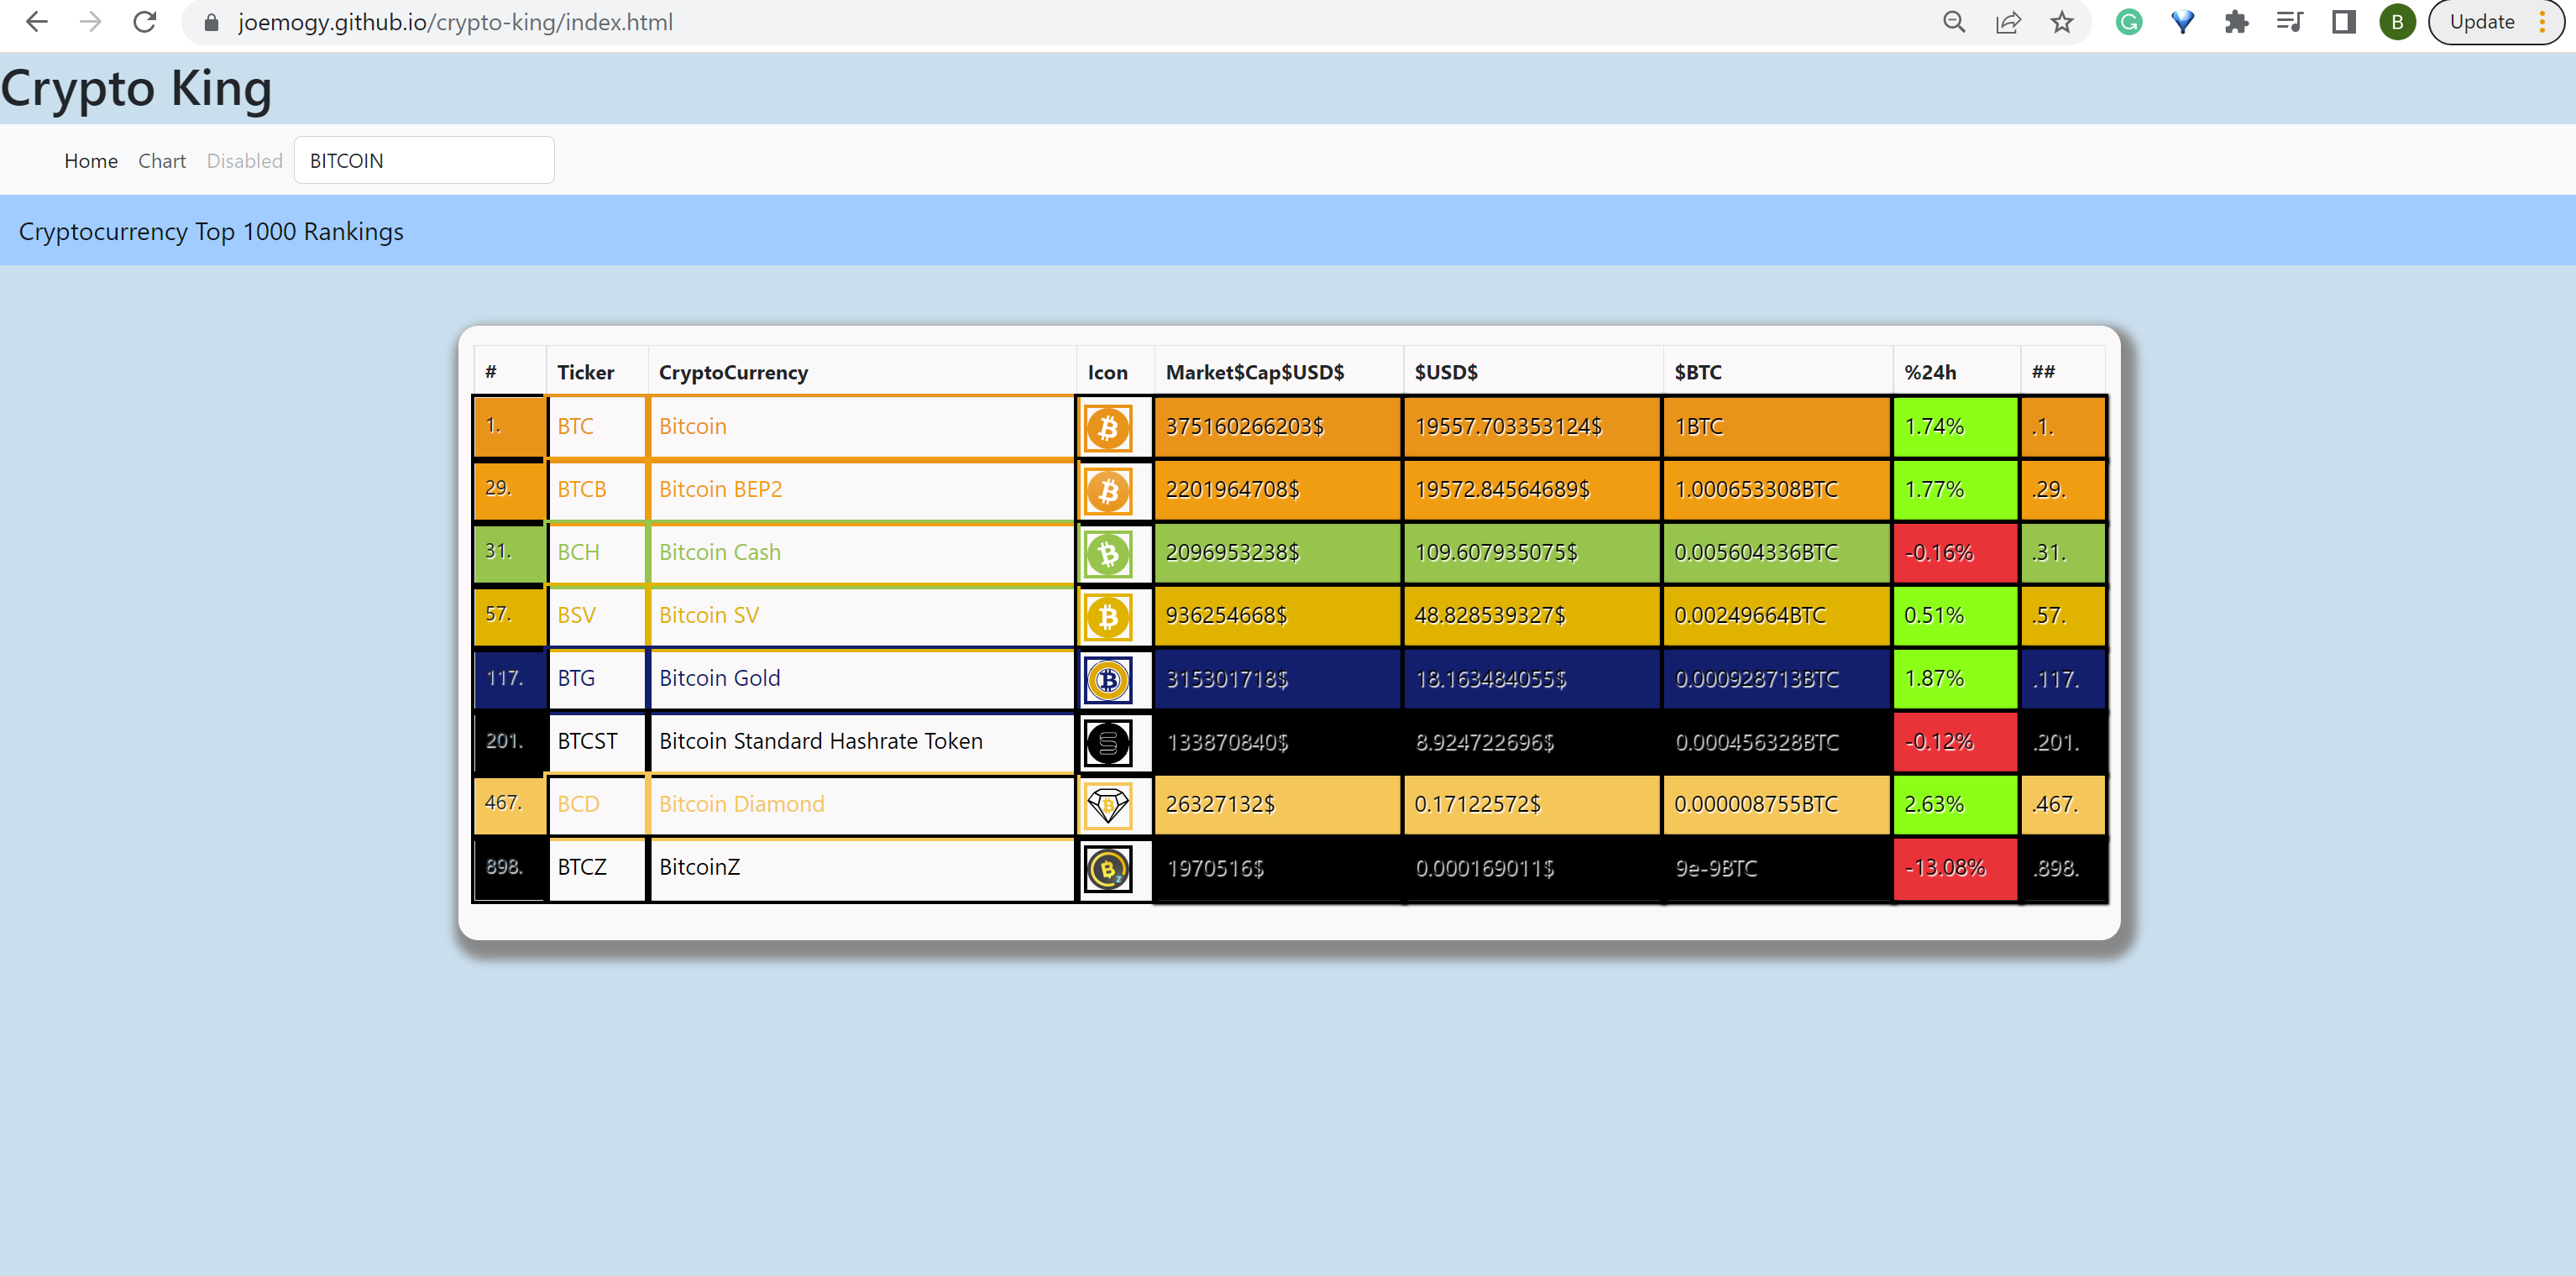 joemogy.github.io/crypto-king/index.html B Update
Crypto King
Home Chart Disabled BITCOIN
Cryptocurrency Top 1000 Rankings
# Ticker CryptoCurrency Icon Market$Cap$USD$ $USD$ $BTC %24h ##
1. BTC Bitcoin 375160266203$ 19557.703353124$ 1BTC 1.74% .1.
29. BTCB Bitcoin BEP2 2201964708$ 19572.84564689$ 1.000653308BTC 1.77% .29.
31. BCH Bitcoin Cash 2096953238$ 109.607935075$ 0.005604336BTC -0.16% .31.
57. BSV Bitcoin SV 936254668$ 48.828539327$ 0.00249664BTC 0.51% .57.
117. BTG Bitcoin Gold 315301718$ 18.163484055$ 0.000928713BTC 1.87% .117.
201. BTCST Bitcoin Standard Hashrate Token 133870840$ 8.924722696$ 0.000456328BTC -0.12% .201.
467. BCD Bitcoin Diamond 26327132$ 0.17122572$ 0.000008755BTC 2.63% .467.
898. BTCZ BitcoinZ 1970516$ 0.000169011$ 9e-9BTC -13.08% .898.